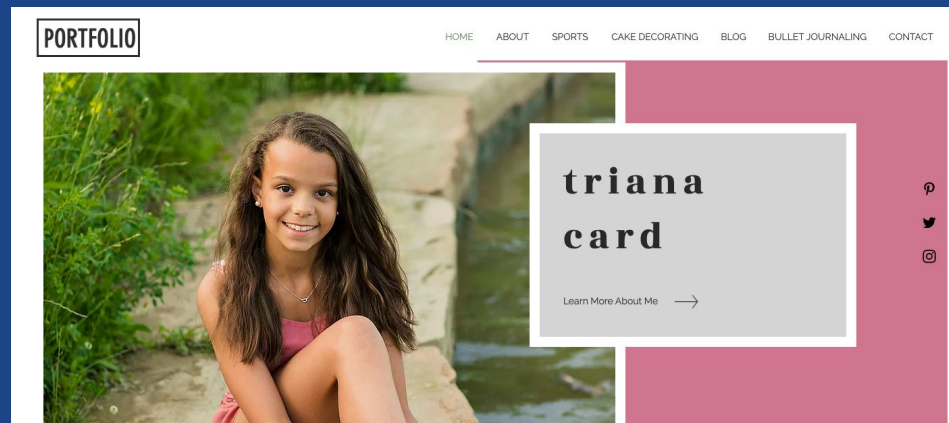 PORTFOLIO
HOME ABOUT SPORTS CAKE DECORATING BLOG BULLET JOURNALING CONTACT
triana
card
Learn More About Me